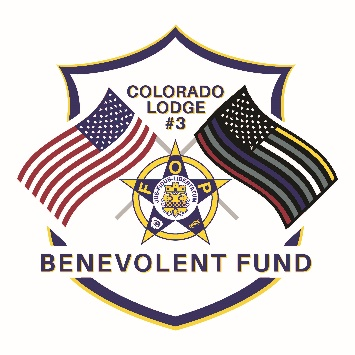 COLORADO
LODGE
#3
F O P
BENEVOLENT FUND